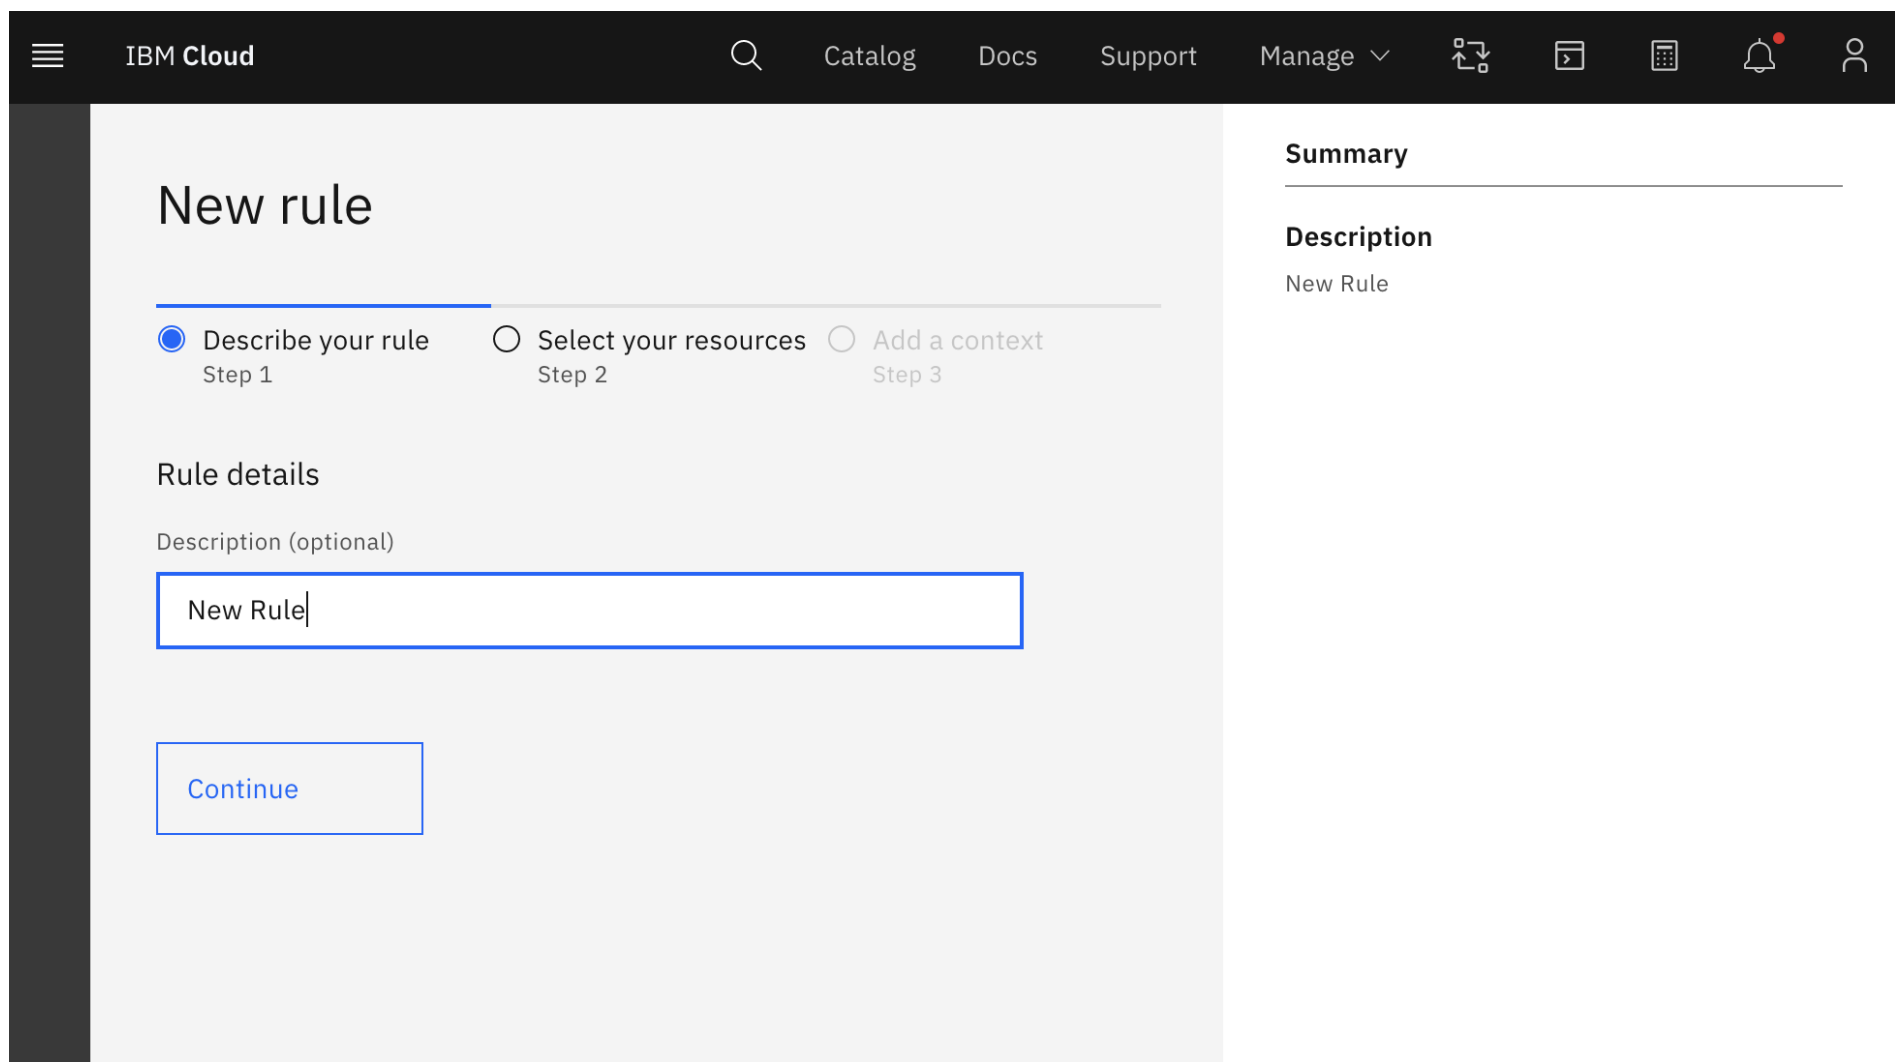 IBM Cloud
Catalog
Docs
Support
Manage
New rule
Describe your rule
Step 1
Select your resources
Step 2
Add a context
Step 3
Rule details
Description (optional)
New Rule
Continue
Summary
Description
New Rule